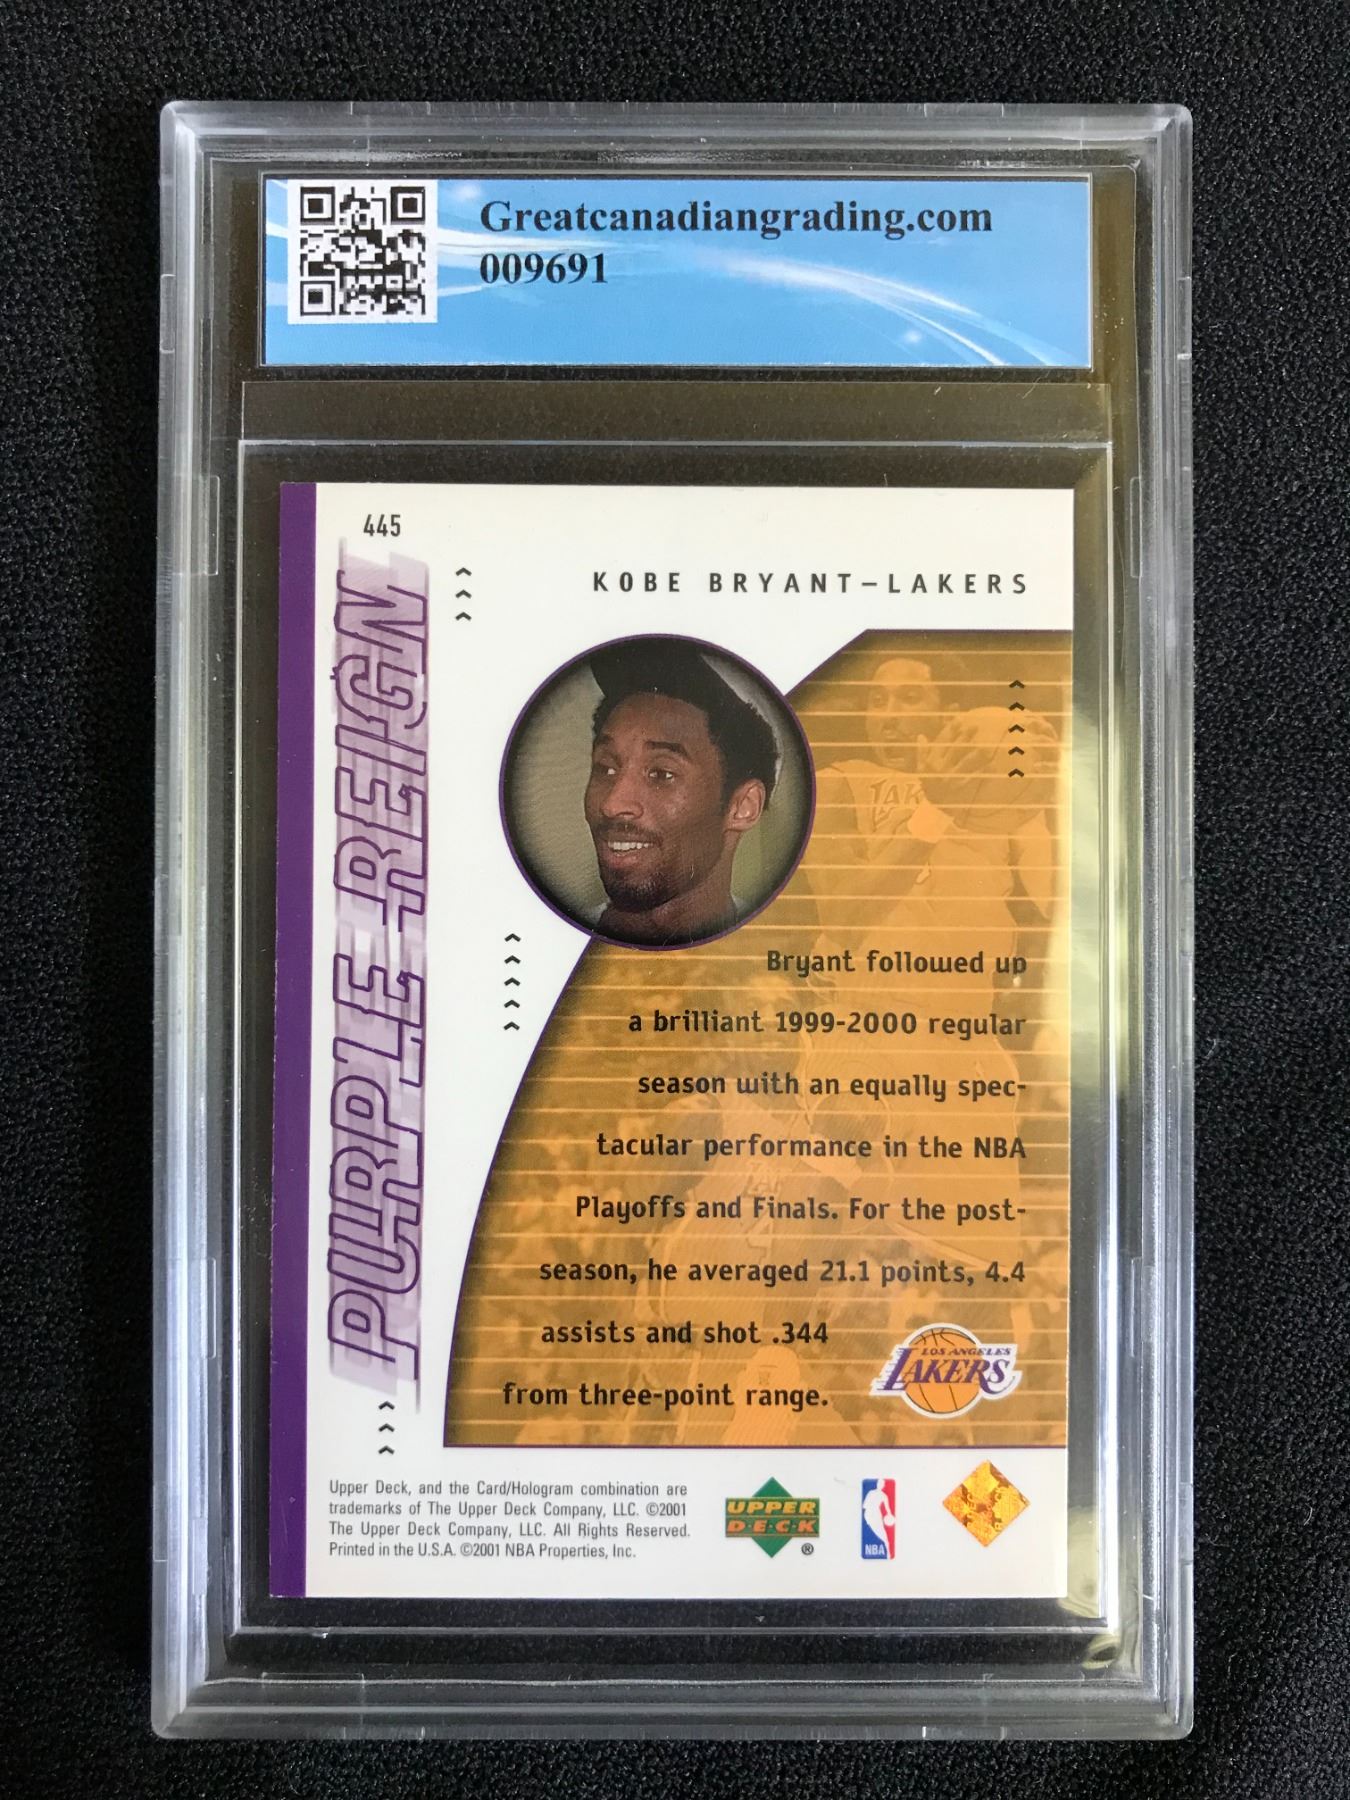 Greatcanadiangrading.com
009691
445
PURPLE REIGN
KOBE BRYANT–LAKERS
LAK
Bryant followed up
a brilliant 1999-2000 regular
season with an equally spec-
tacular performance in the NBA
Playoffs and Finals. For the post-
season, he averaged 21.1 points, 4.4
assists and shot .344
from three-point range.
LOS ANGELES
LAKERS
Upper Deck, and the Card/Hologram combination are
trademarks of The Upper Deck Company, LLC. ©2001
The Upper Deck Company, LLC. All Rights Reserved.
Printed in the U.S.A. ©2001 NBA Properties, Inc.
UPPER
D·E·C·K
®
NBA